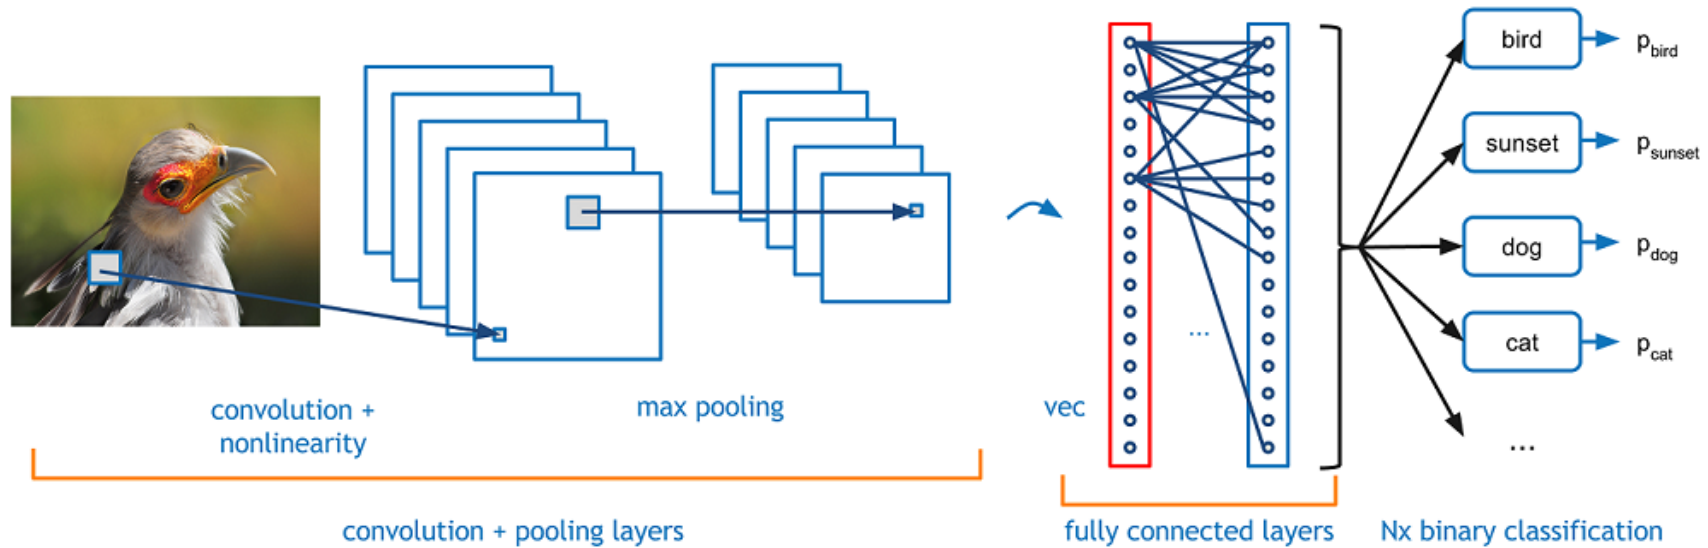 convolution +
nonlinearity
max pooling
vec
convolution + pooling layers
fully connected layers
Nx binary classification
...
bird
p_bird
sunset
p_sunset
dog
p_dog
cat
p_cat
...